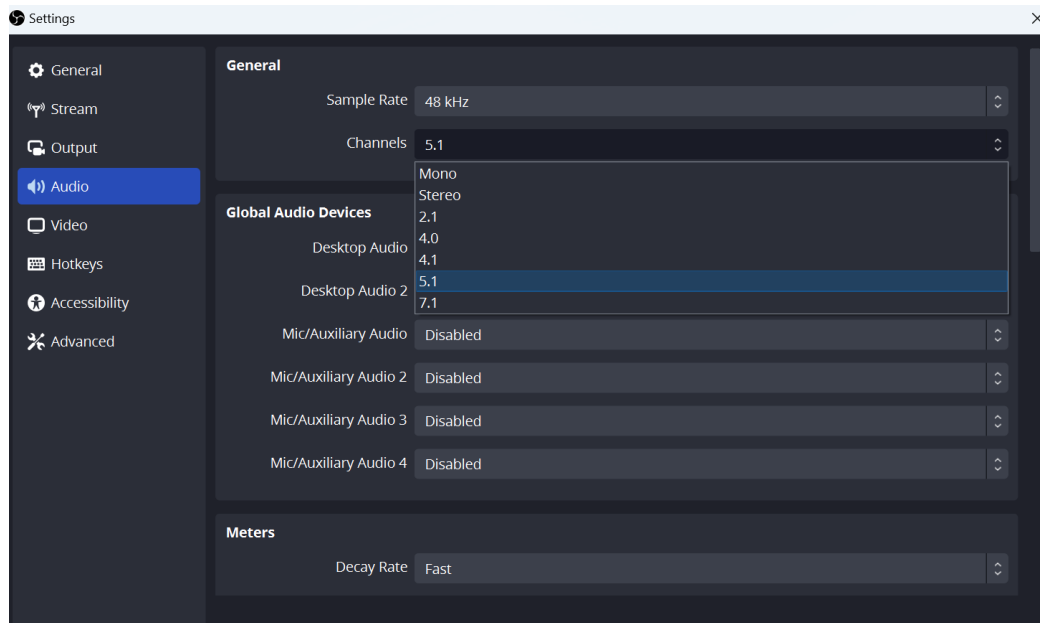 Settings
General
Stream
Output
Audio
Video
Hotkeys
Accessibility
Advanced
General
Sample Rate 48 kHz
Channels 5.1
Mono
Stereo
2.1
4.0
4.1
5.1
7.1
Global Audio Devices
Desktop Audio
Desktop Audio 2
Mic/Auxiliary Audio Disabled
Mic/Auxiliary Audio 2 Disabled
Mic/Auxiliary Audio 3 Disabled
Mic/Auxiliary Audio 4 Disabled
Meters
Decay Rate Fast